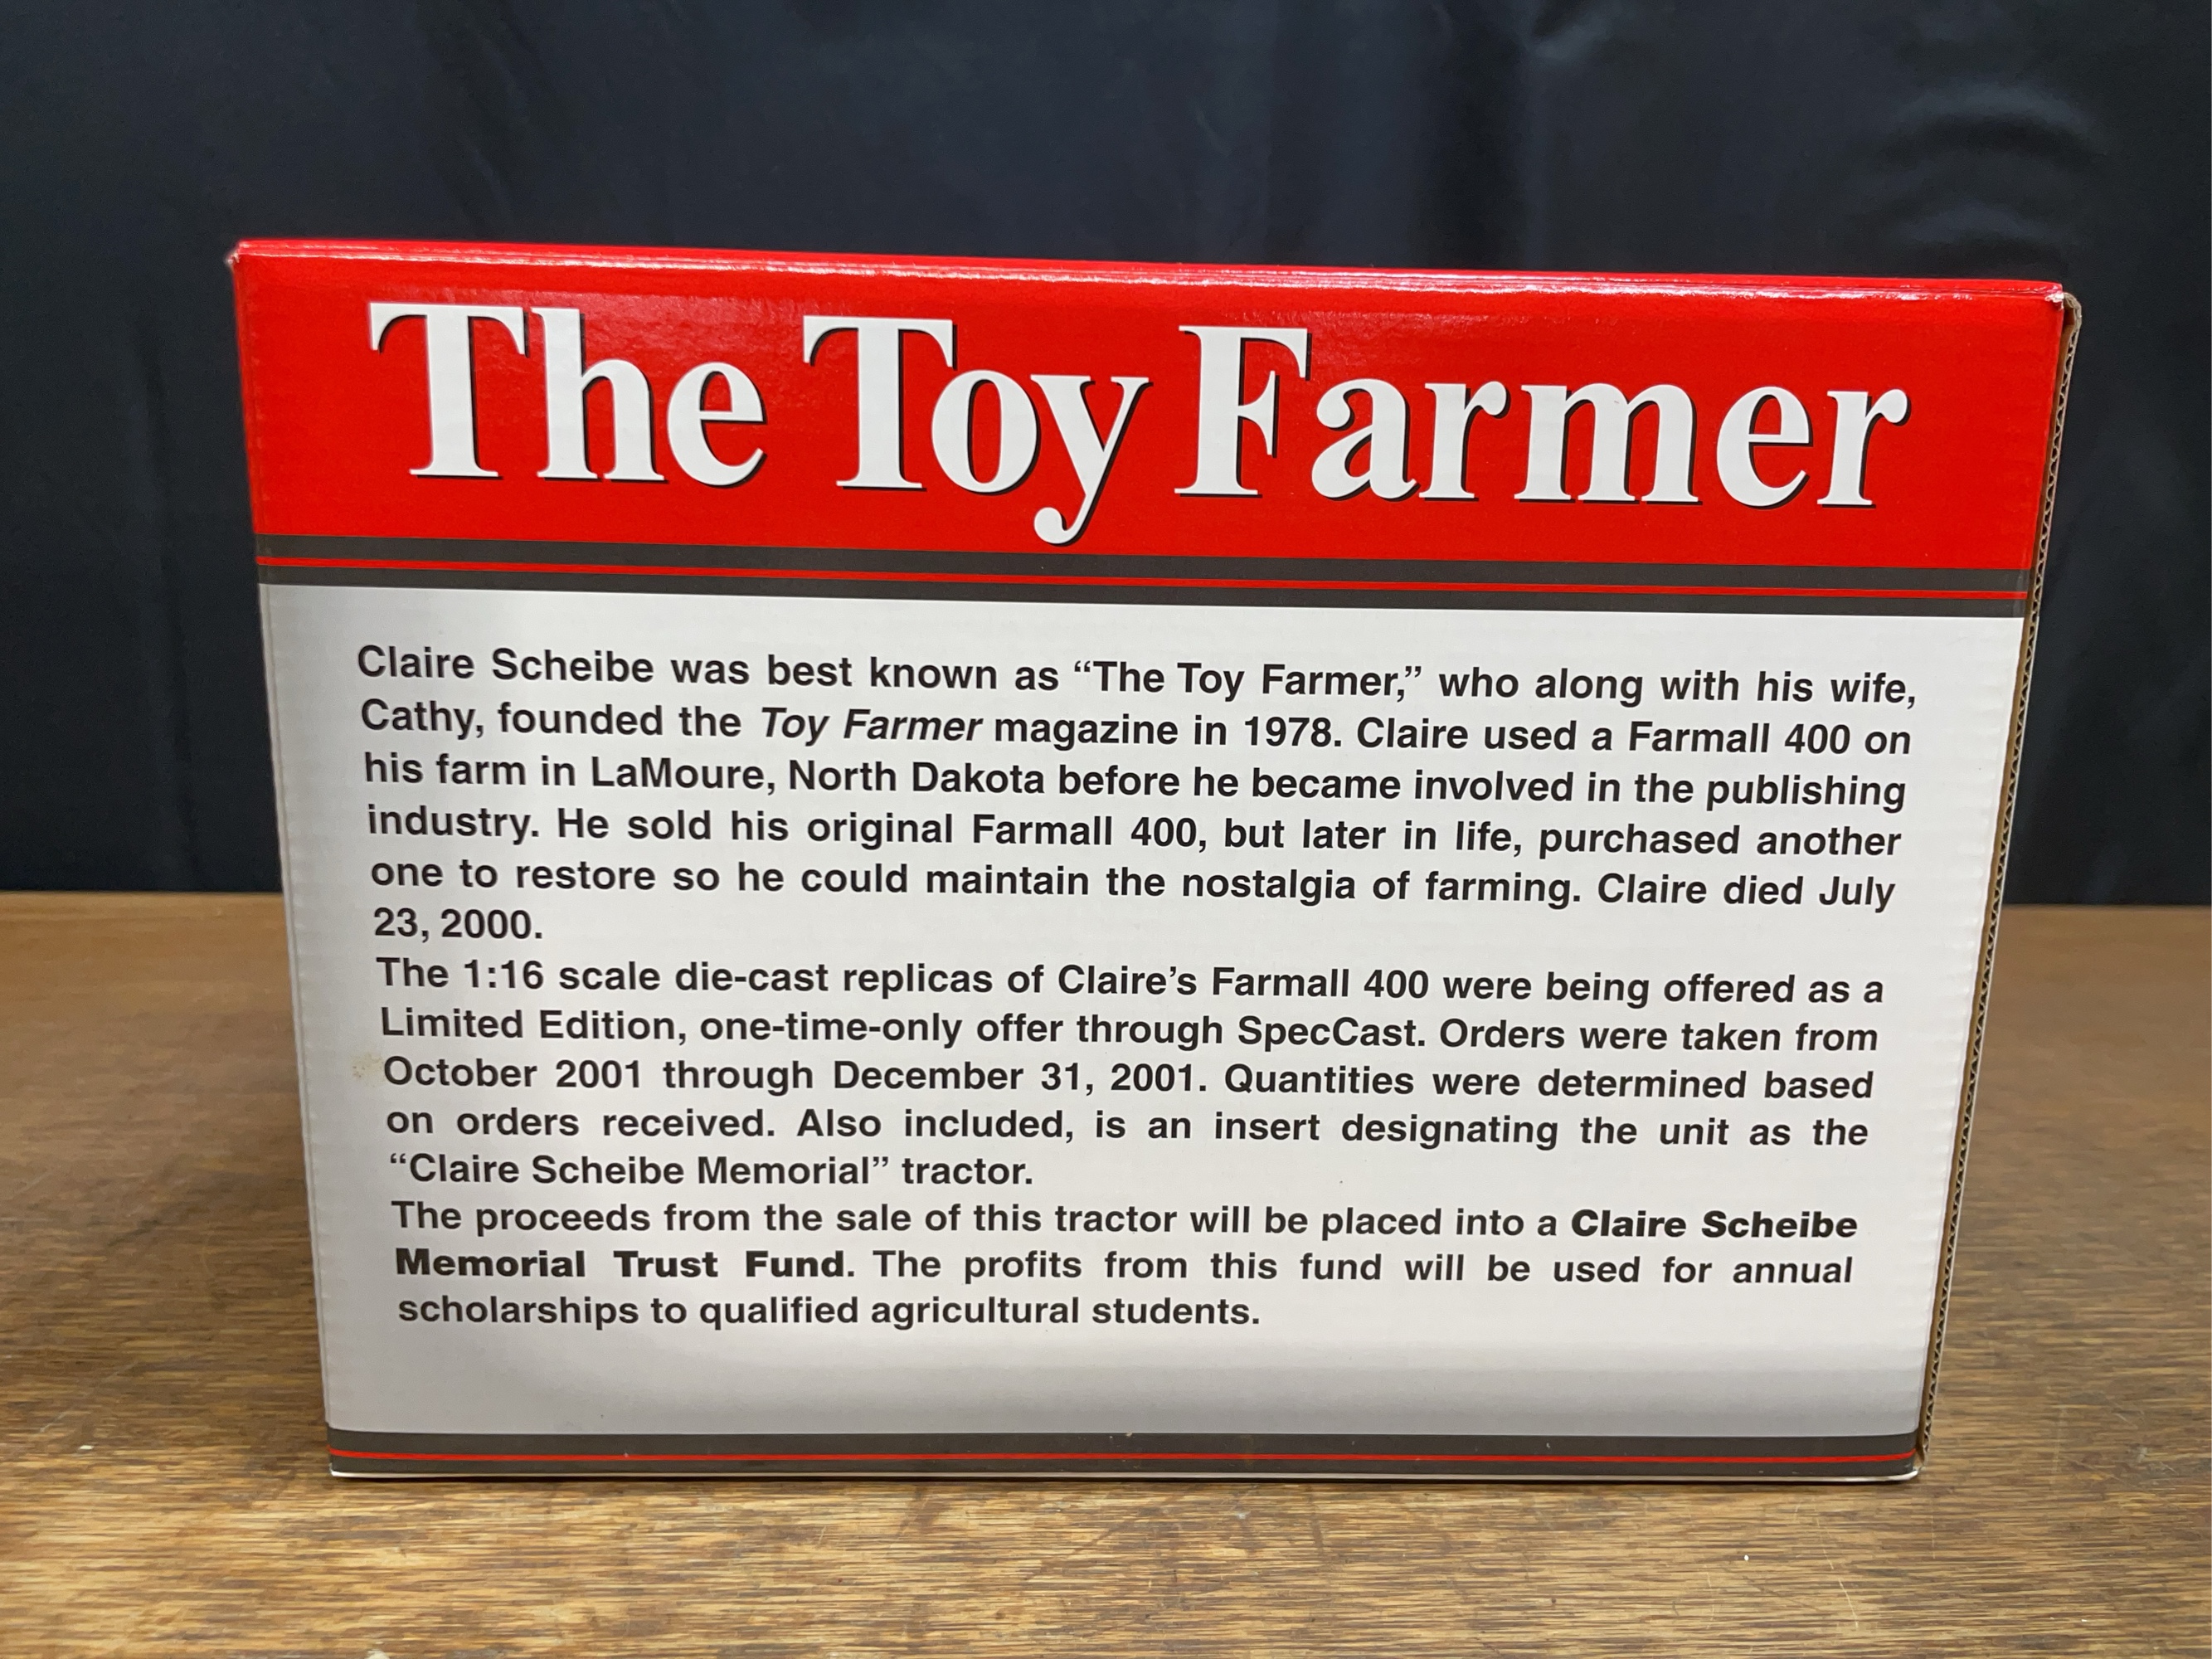 The Toy Farmer
Claire Scheibe was best known as “The Toy Farmer,” who along with his wife,
Cathy, founded the Toy Farmer magazine in 1978. Claire used a Farmall 400 on
his farm in LaMoure, North Dakota before he became involved in the publishing
industry. He sold his original Farmall 400, but later in life, purchased another
one to restore so he could maintain the nostalgia of farming. Claire died July
23, 2000.
The 1:16 scale die-cast replicas of Claire’s Farmall 400 were being offered as a
Limited Edition, one-time-only offer through SpecCast. Orders were taken from
October 2001 through December 31, 2001. Quantities were determined based
on orders received. Also included, is an insert designating the unit as the
“Claire Scheibe Memorial” tractor.
The proceeds from the sale of this tractor will be placed into a Claire Scheibe
Memorial Trust Fund. The profits from this fund will be used for annual
scholarships to qualified agricultural students.